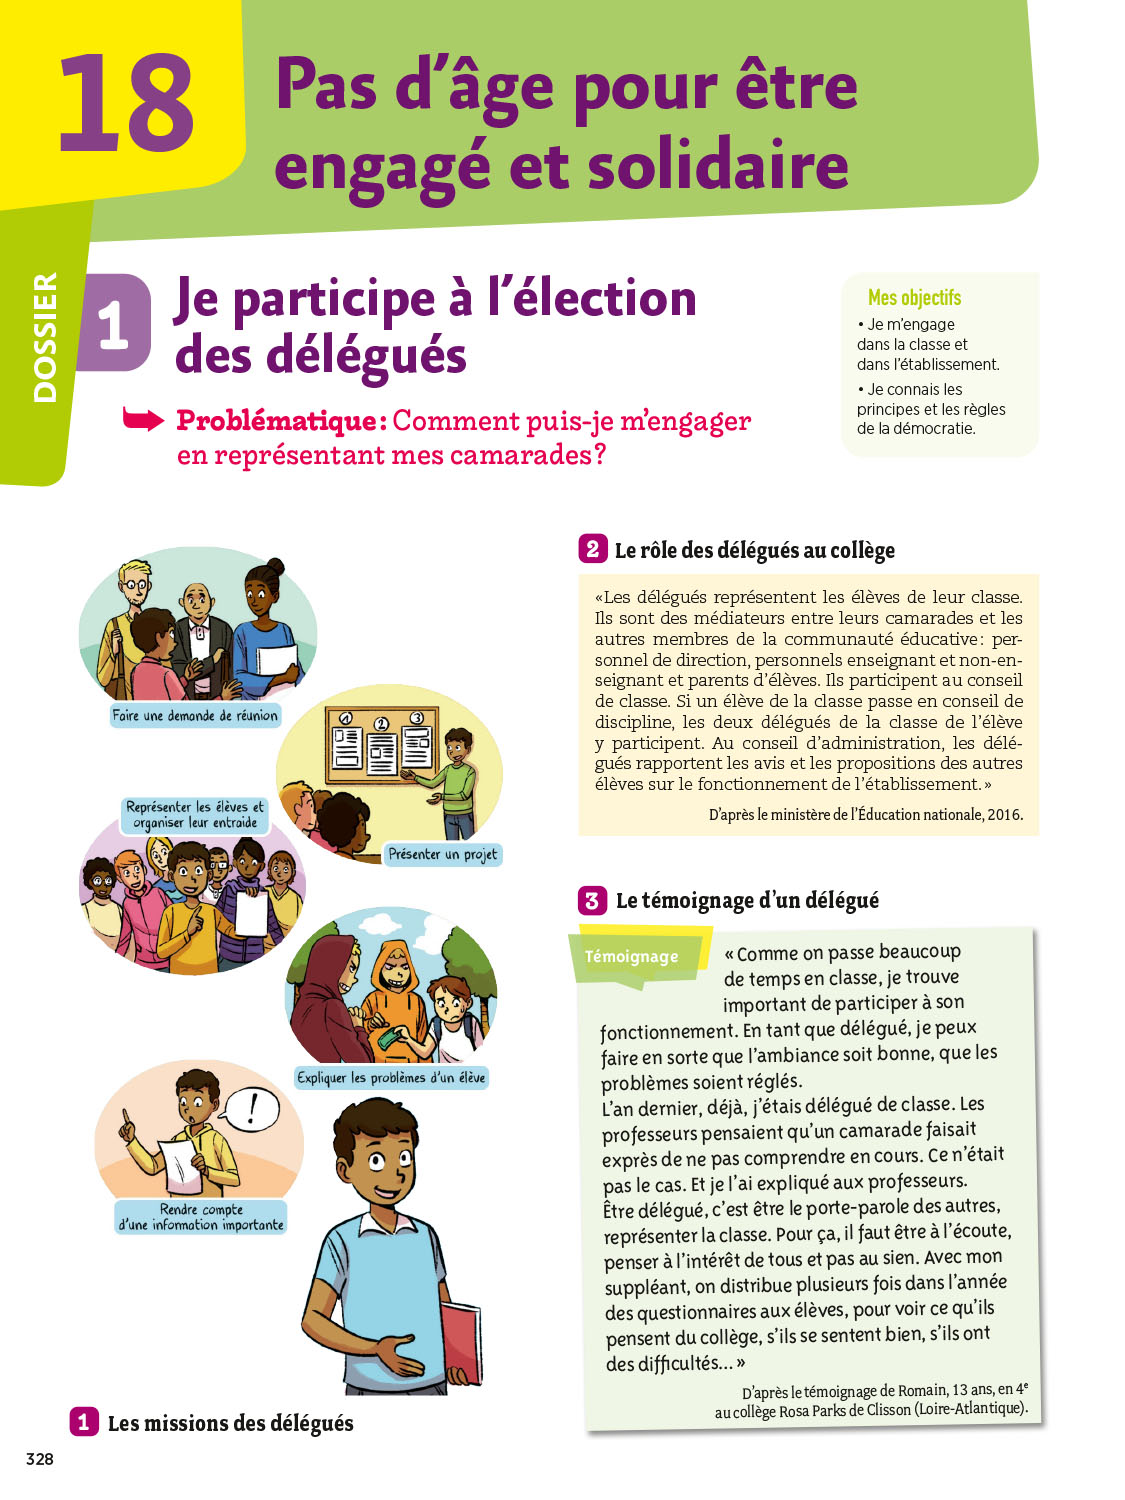 18
Pas d'âge pour être
engagé et solidaire
DOSSIER
1
Je participe à l'élection
des délégués
Problématique : Comment puis-je m'engager
en représentant mes camarades ?
Mes objectifs
• Je m'engage
dans la classe et
dans l'établissement.
• Je connais les
principes et les règles
de la démocratie.
Faire une demande de réunion
1
2
3
Présenter un projet
Représenter les élèves et
organiser leur entraide
Expliquer les problèmes d'un élève
!
Rendre compte
d'une information importante
1 Les missions des délégués
2 Le rôle des délégués au collège
«Les délégués représentent les élèves de leur classe.
Ils sont des médiateurs entre leurs camarades et les
autres membres de la communauté éducative : per-
sonnel de direction, personnels enseignant et non-en-
seignant et parents d'élèves. Ils participent au conseil
de classe. Si un élève de la classe passe en conseil de
discipline, les deux délégués de la classe de l'élève
y participent. Au conseil d'administration, les délé-
gués rapportent les avis et les propositions des autres
élèves sur le fonctionnement de l'établissement. »
D'après le ministère de l'Éducation nationale, 2016.
3 Le témoignage d'un délégué
Témoignage
« Comme on passe beaucoup
de temps en classe, je trouve
important de participer à son
fonctionnement. En tant que délégué, je peux
faire en sorte que l'ambiance soit bonne, que les
problèmes soient réglés.
L'an dernier, déjà, j'étais délégué de classe. Les
professeurs pensaient qu'un camarade faisait
exprès de ne pas comprendre en cours. Ce n'était
pas le cas. Et je l'ai expliqué aux professeurs.
Être délégué, c'est être le porte-parole des autres,
représenter la classe. Pour ça, il faut être à l'écoute,
penser à l'intérêt de tous et pas au sien. Avec mon
suppléant, on distribue plusieurs fois dans l'année
des questionnaires aux élèves, pour voir ce qu'ils
pensent du collège, s'ils se sentent bien, s'ils ont
des difficultés… »
D'après le témoignage de Romain, 13 ans, en 4e
au collège Rosa Parks de Clisson (Loire-Atlantique).
328